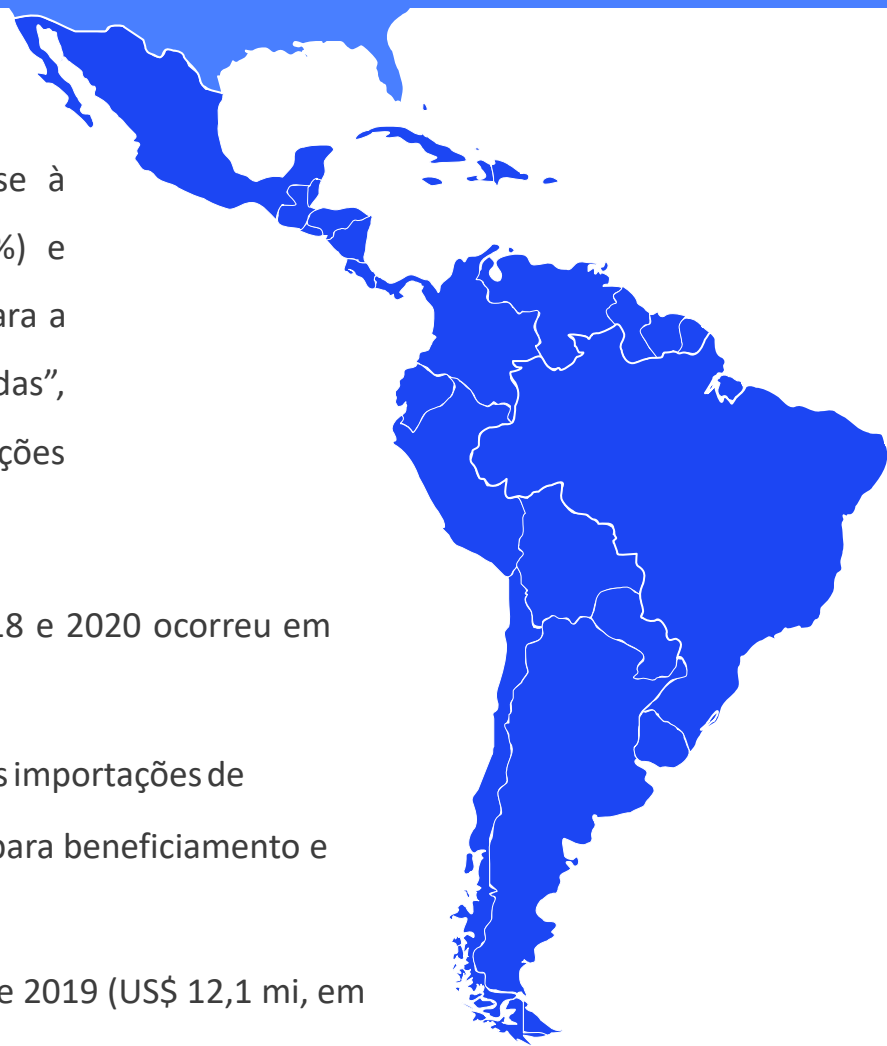 se à
%) e
ara a
das”,
ções
18 e 2020 ocorreu em
s importações de
para beneficiamento e
e 2019 (US$ 12,1 mi, em